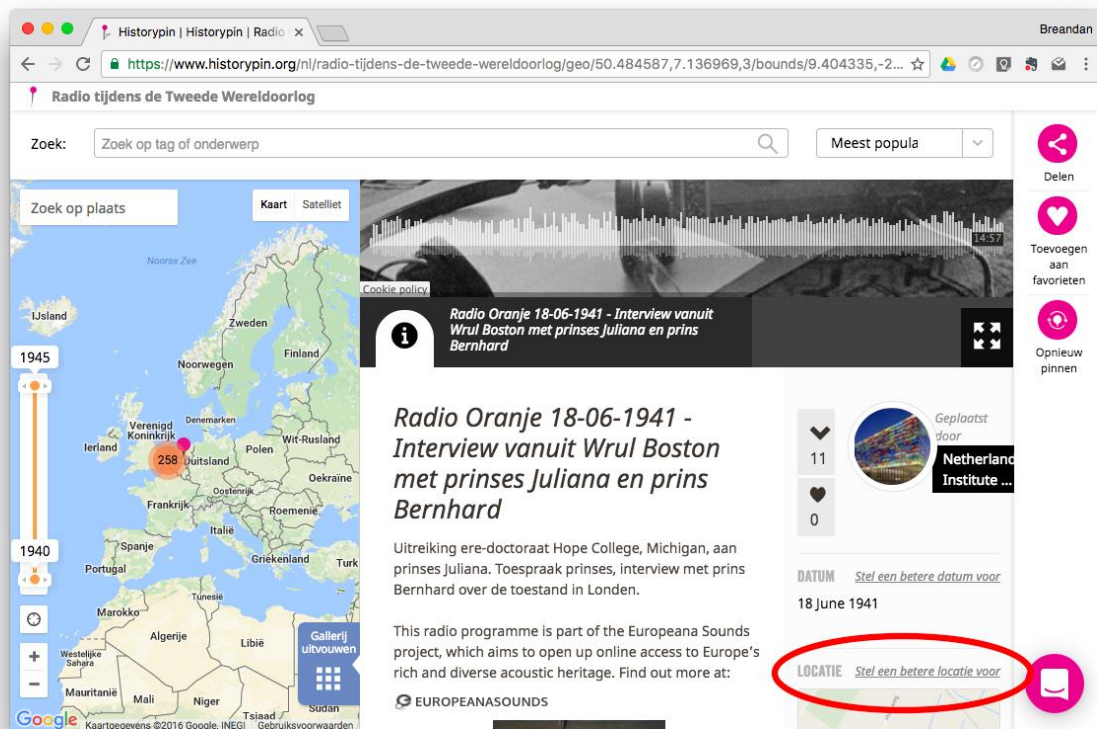 Historypin | Historypin | Radio
Breandan
https://www.historypin.org/nl/radio-tijdens-de-tweede-wereldoorlog/geo/50.484587,7.136969,3/bounds/9.404335,-2...
Radio tijdens de Tweede Wereldoorlog
Zoek:
Zoek op tag of onderwerp
Meest popula
Delen
Toevoegen
aan
favorieten
Opnieuw
pinnen
Zoek op plaats
Kaart
Satelliet
Noorse Zee
IJsland
Zweden
Finland
Noorwegen
1945
Denemarken
Verenigd
Koninkrijk
Ierland
258
Duitsland
Polen
Wit-Rusland
Oekraïne
Oostenrijk
Frankrijk
Roemenië
Italië
1940
Spanje
Portugal
Griekenland
Turk
Tunesië
Marokko
Algerije
Libië
Westelijke
Sahara
Mauritanië
Mali
Niger
Tsjaad
Sudan
Gallerij
uitvouwen
Google
Kaartgegevens ©2016 Google, INEGI
Gebruiksvoorwaarden
14:57
Cookie policy
Radio Oranje 18-06-1941 - Interview vanuit
Wrul Boston met prinses Juliana en prins
Bernhard
Radio Oranje 18-06-1941 -
Interview vanuit Wrul Boston
met prinses Juliana en prins
Bernhard
Uitreiking ere-doctoraat Hope College, Michigan, aan
prinses Juliana. Toespraak prinses, interview met prins
Bernhard over de toestand in Londen.
This radio programme is part of the Europeana Sounds
project, which aims to open up online access to Europe's
rich and diverse acoustic heritage. Find out more at:
EUROPEANASOUNDS
11
0
Geplaatst
door
Netherland
Institute ...
DATUM
Stel een betere datum voor
18 June 1941
LOCATIE
Stel een betere locatie voor